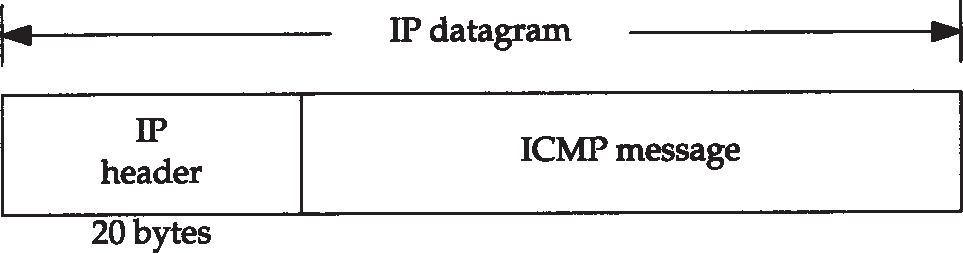 IP datagram
IP
header
ICMP message
20 bytes